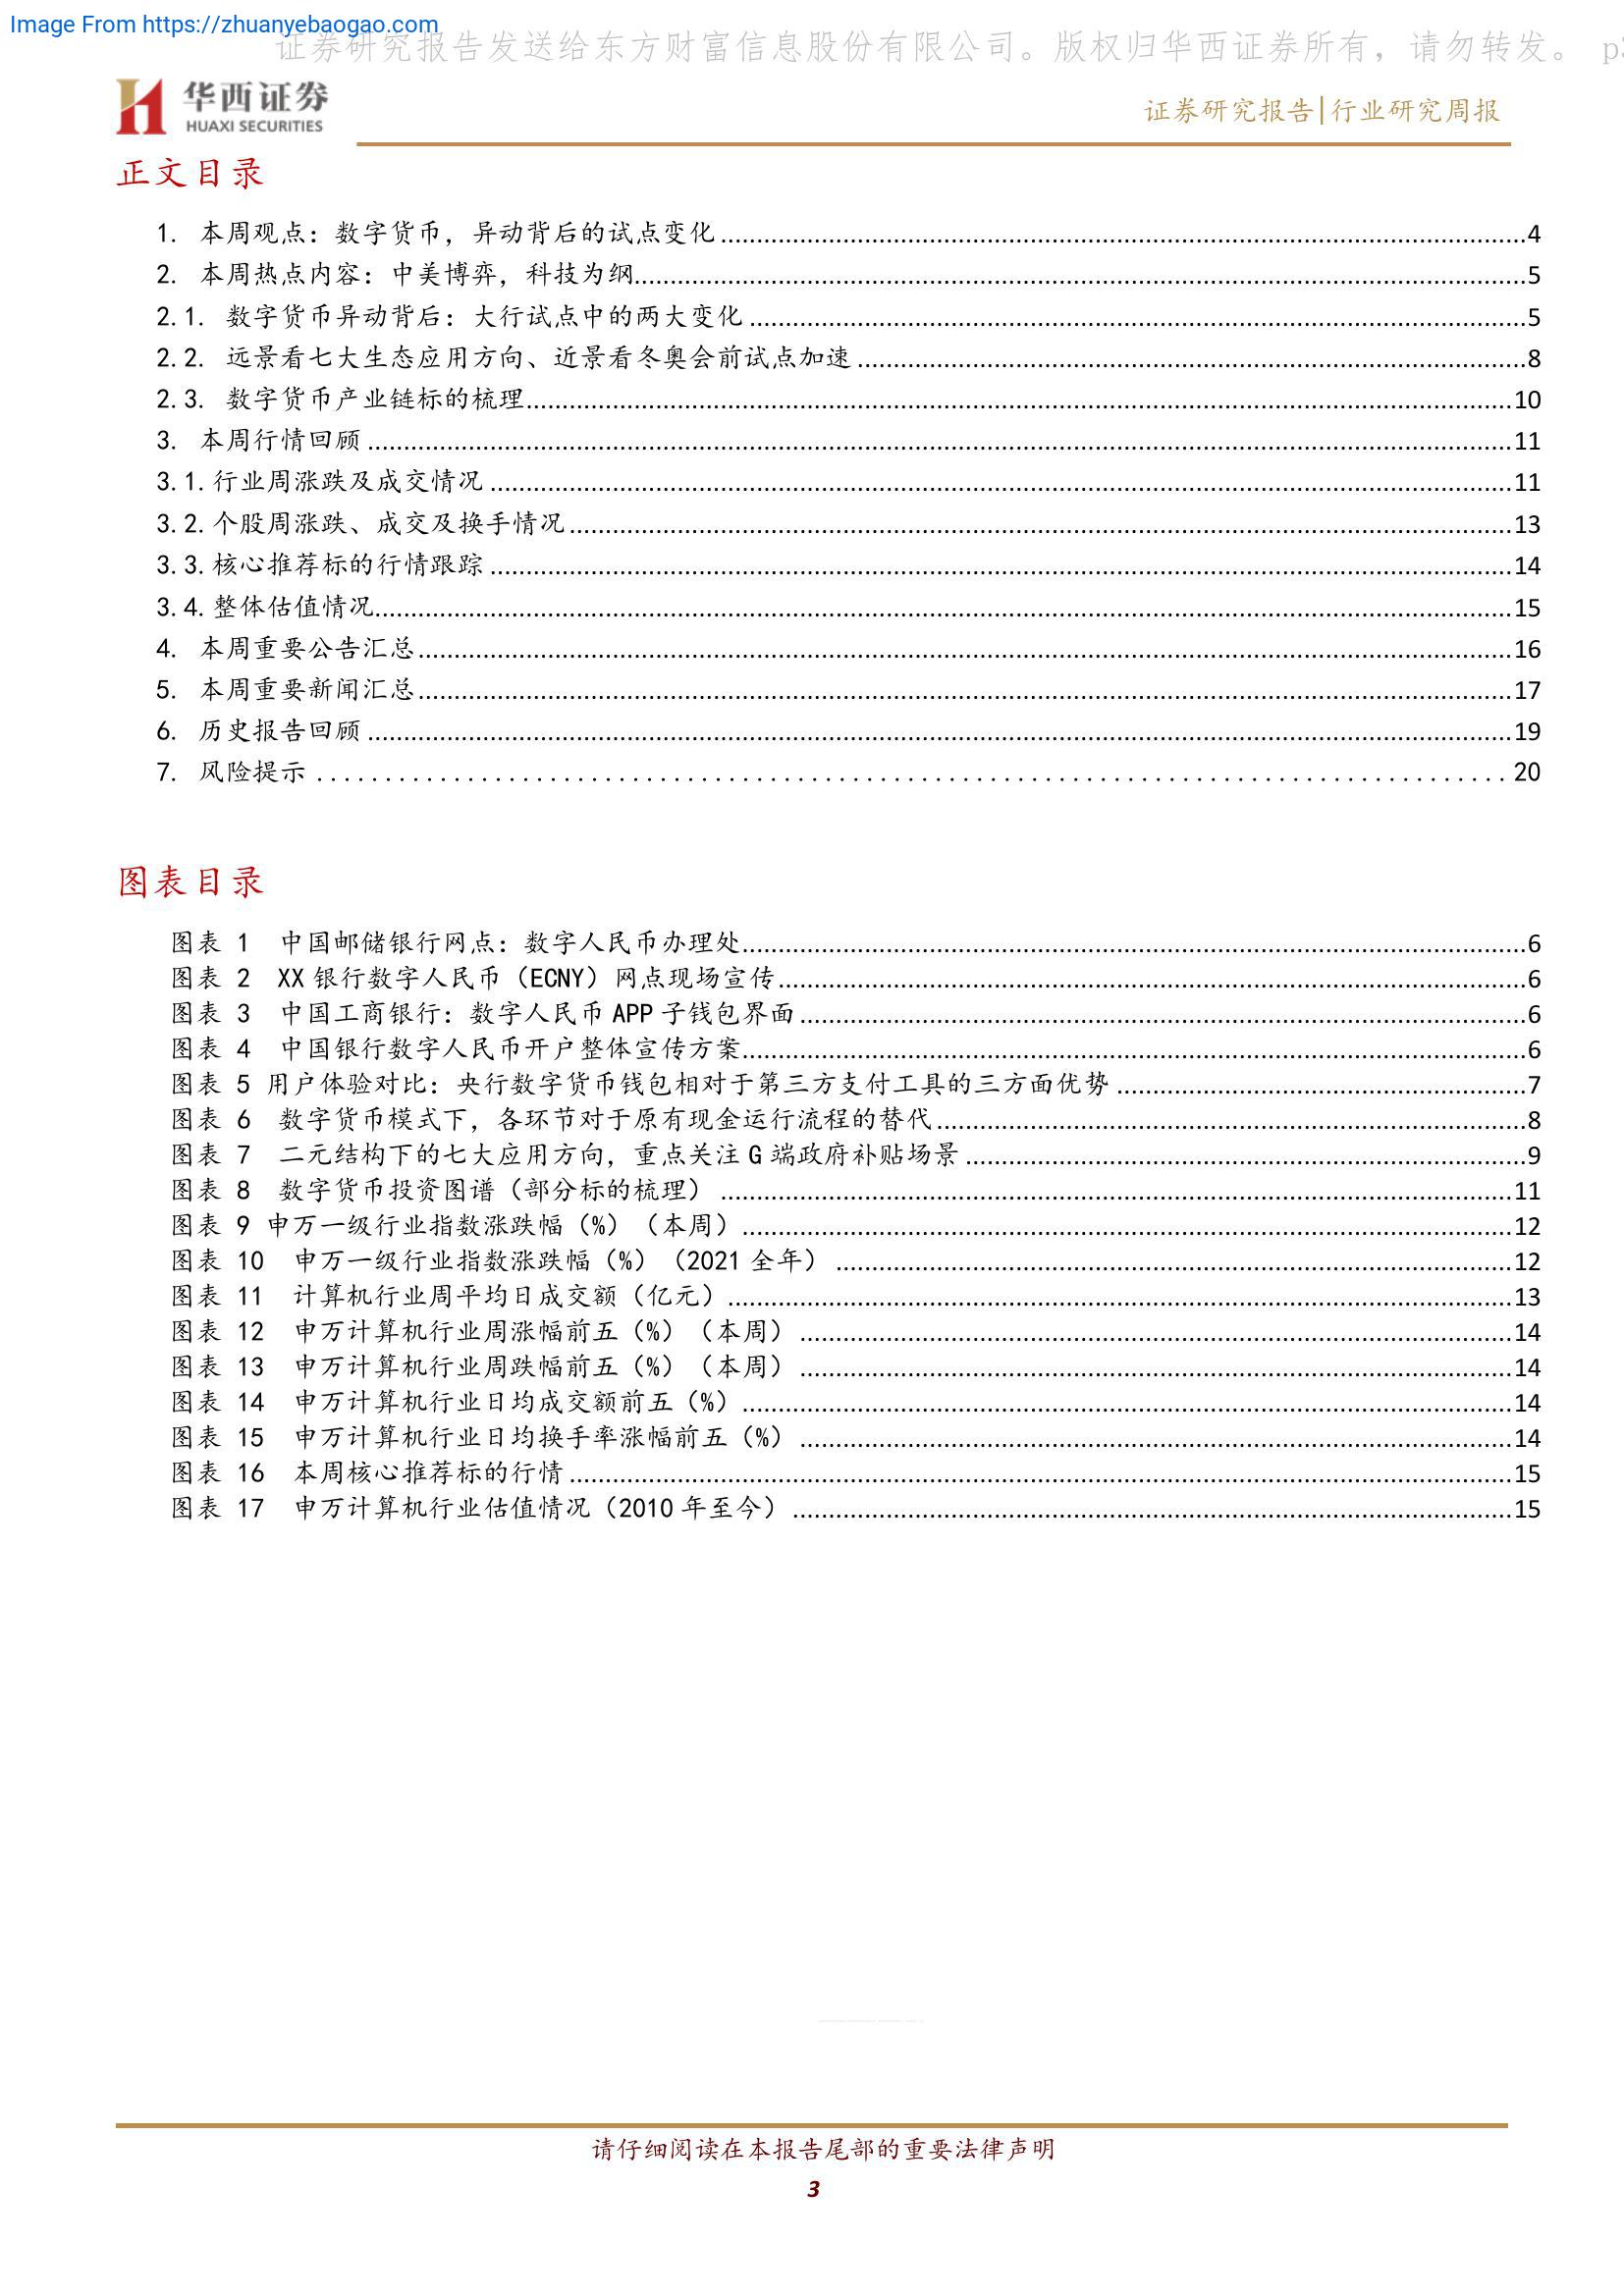 Image From https://zhuanyebaogao.com
证券研究报告发送给东方财富信息股份有限公司。版权归华西证券所有，请勿转发。 p3
华西证券
HUAXI SECURITIES
证券研究报告|行业研究周报
正文目录
1. 本周观点：数字货币，异动背后的试点变化 4
2. 本周热点内容：中美博弈，科技为纲 5
2.1. 数字货币异动背后：大行试点中的两大变化 5
2.2. 远景看七大生态应用方向、近景看冬奥会前试点加速 8
2.3. 数字货币产业链标的梳理 10
3. 本周行情回顾 11
3.1.行业周涨跌及成交情况 11
3.2.个股周涨跌、成交及换手情况 13
3.3.核心推荐标的行情跟踪 14
3.4.整体估值情况 15
4. 本周重要公告汇总 16
5. 本周重要新闻汇总 17
6. 历史报告回顾 19
7. 风险提示 20
图表目录
图表 1 中国邮储银行网点：数字人民币办理处 6
图表 2 XX 银行数字人民币（ECNY）网点现场宣传 6
图表 3 中国工商银行：数字人民币 APP 子钱包界面 6
图表 4 中国银行数字人民币开户整体宣传方案 6
图表 5 用户体验对比：央行数字货币钱包相对于第三方支付工具的三方面优势 7
图表 6 数字货币模式下，各环节对于原有现金运行流程的替代 8
图表 7 二元结构下的七大应用方向，重点关注 G 端政府补贴场景 9
图表 8 数字货币投资图谱（部分标的梳理） 11
图表 9 申万一级行业指数涨跌幅（%）（本周） 12
图表 10 申万一级行业指数涨跌幅（%）（2021 全年） 12
图表 11 计算机行业周平均日成交额（亿元） 13
图表 12 申万计算机行业周涨幅前五（%）（本周） 14
图表 13 申万计算机行业周跌幅前五（%）（本周） 14
图表 14 申万计算机行业日均成交额前五（%） 14
图表 15 申万计算机行业日均换手率涨幅前五（%） 14
图表 16 本周核心推荐标的行情 15
图表 17 申万计算机行业估值情况（2010 年至今） 15
请仔细阅读在本报告尾部的重要法律声明
3